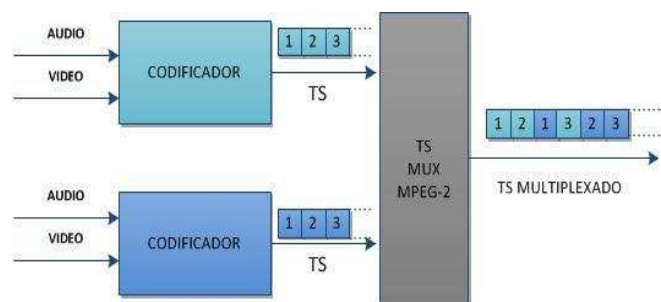 AUDIO
VIDEO
CODIFICADOR
1 2 3
TS
AUDIO
VIDEO
CODIFICADOR
1 2 3
TS
TS
MUX
MPEG-2
1 2 1 3 2 3
TS MULTIPLEXADO